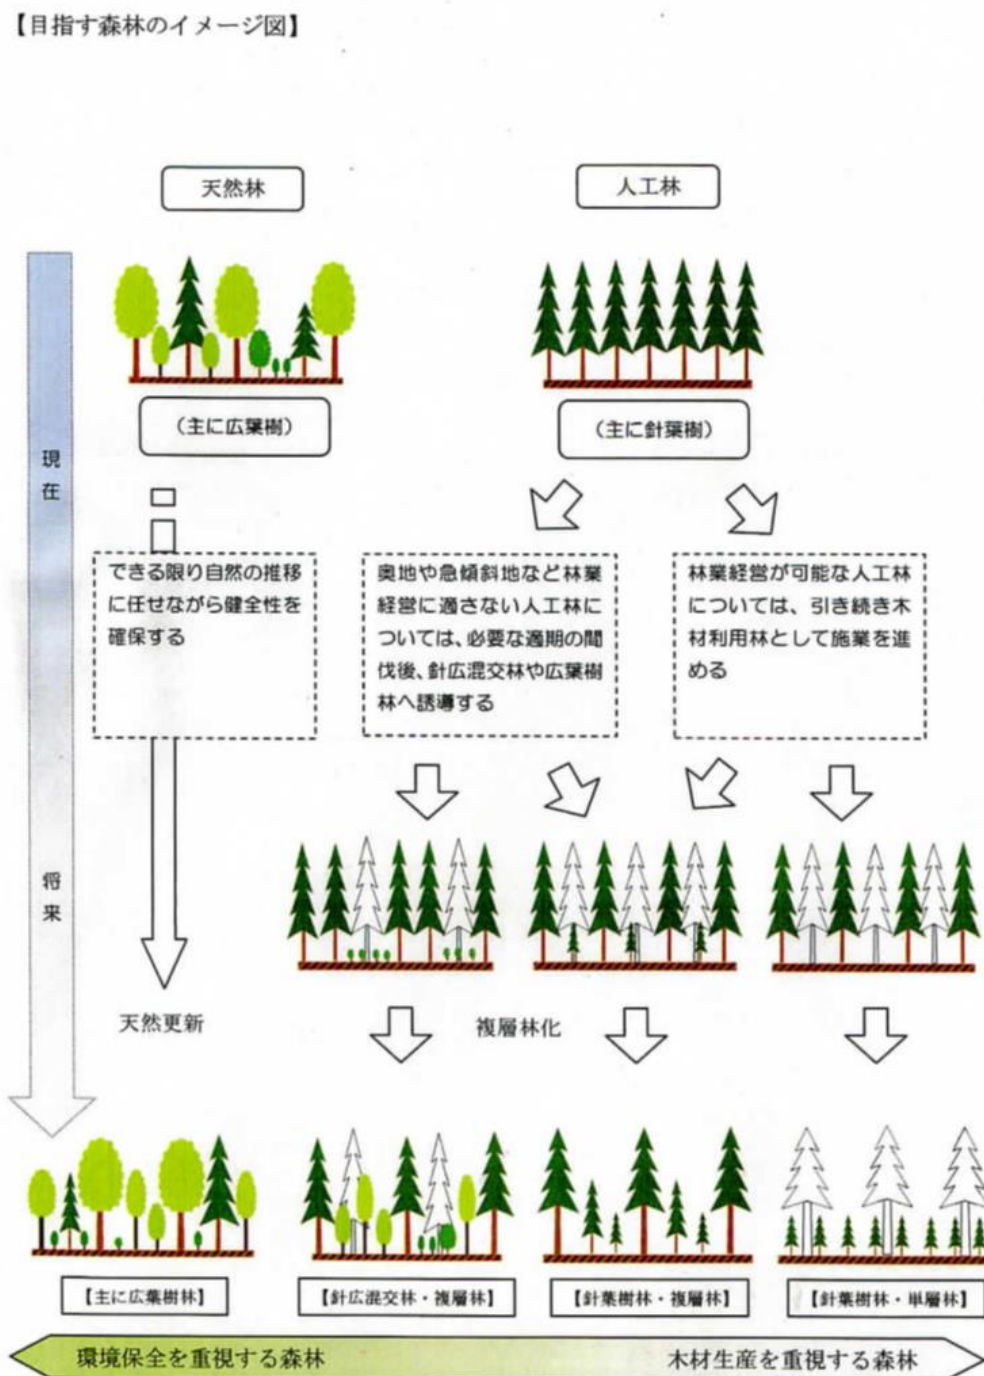 【目指す森林のイメージ図】
天然林
人工林
(主に広葉樹)
(主に針葉樹)
現在
できる限り自然の推移
に任せながら健全性を
確保する
奥地や急傾斜地など林業
経営に適さない人工林に
ついては、必要な適期の間
伐後、針広混交林や広葉樹
林へ誘導する
林業経営が可能な人工林
については、引き続き木
材利用林として施業を進
める
将来
天然更新
複層林化
【主に広葉樹林】
【針広混交林・複層林】
【針葉樹林・複層林】
【針葉樹林・単層林】
環境保全を重視する森林
木材生産を重視する森林